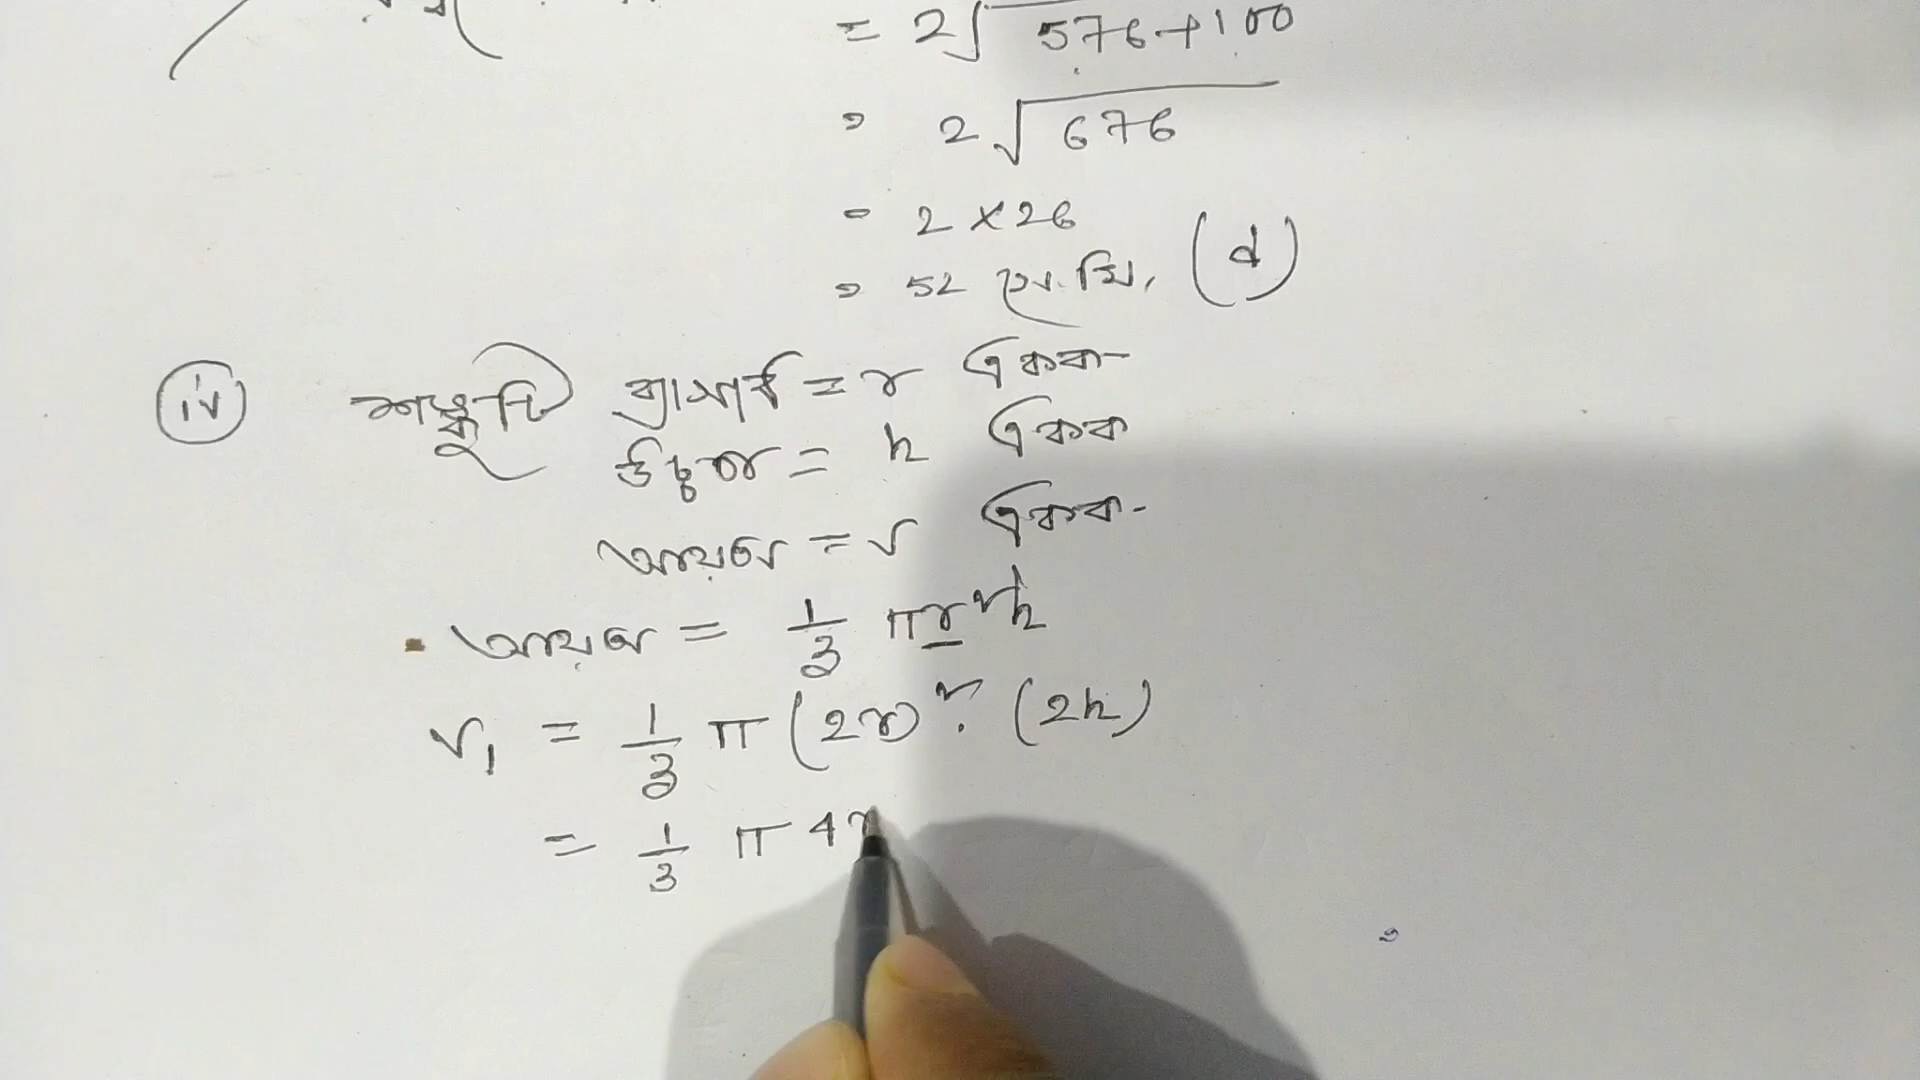 = 2√576+100
= 2√676
= 2×26
= 52 সে.মি. (d)
(iv) শঙ্কুটি ব্যাসার্ধ = r একক
উচ্চতা = h একক
আয়তন = v একক
আয়তন = 1/3 πr²h
v₁ = 1/3 π (2r)². (2h)
= 1/3 π 4r